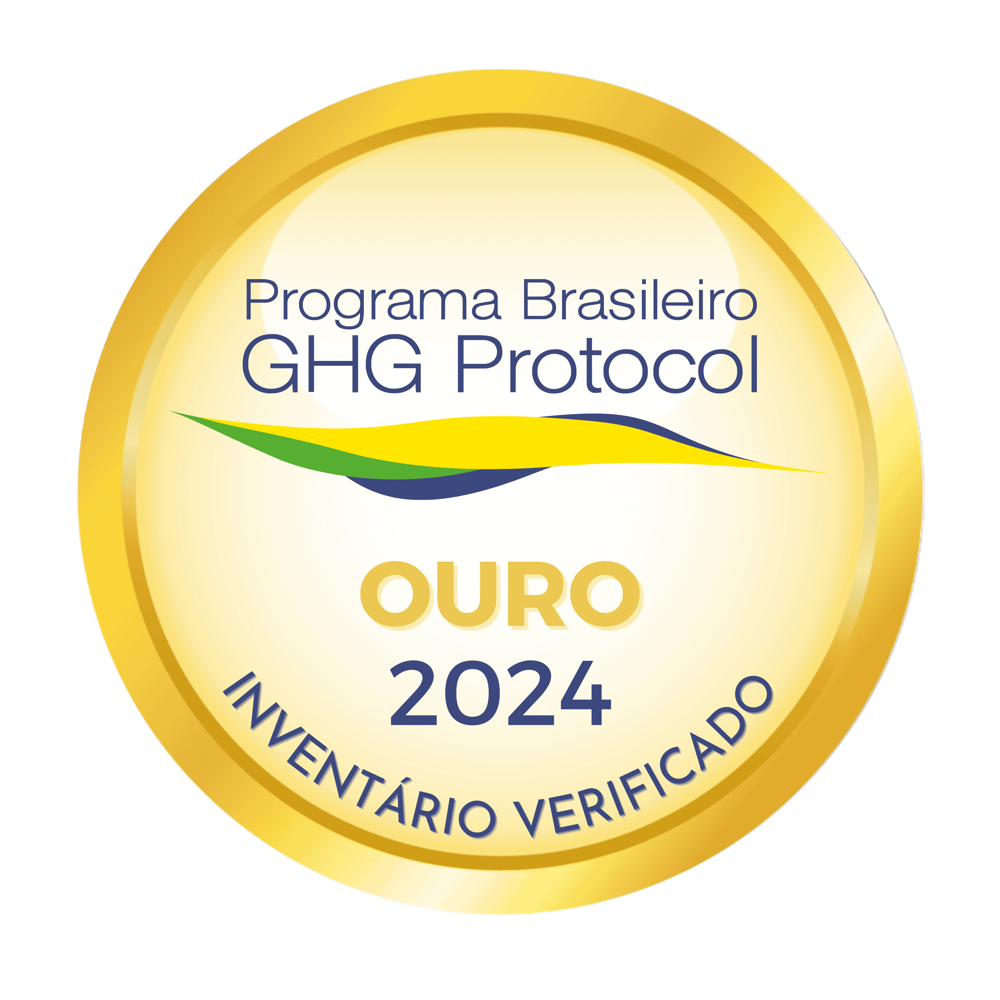 Programa Brasileiro
GHG Protocol
OURO
2024
INVENTÁRIO VERIFICADO